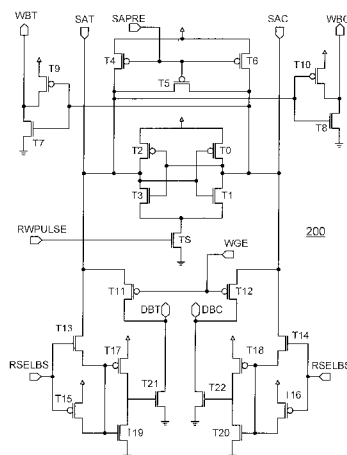 WBT SAT SAPRE SAC WBC
T9 T4 T6 T10
T5
T7 T8
T2 T0
T3 T1
RWPULSE TS 200
WGE
T11 T12
DBT DBC
T13 T14
T17 T18
RSELBS T21 T22 RSELBS
T15 I16
I19 T20